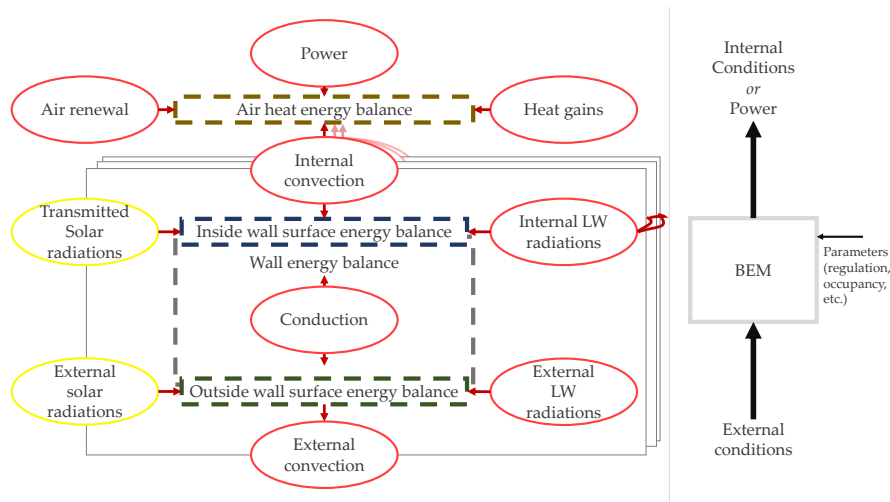 Power
Air renewal
Air heat energy balance
Heat gains
Internal
convection
Transmitted
Solar
radiations
Inside wall surface energy balance
Internal LW
radiations
Wall energy balance
Conduction
External
solar
radiations
Outside wall surface energy balance
External
LW
radiations
External
convection
Internal
Conditions
or
Power
BEM
Parameters
(regulation,
occupancy,
etc.)
External
conditions